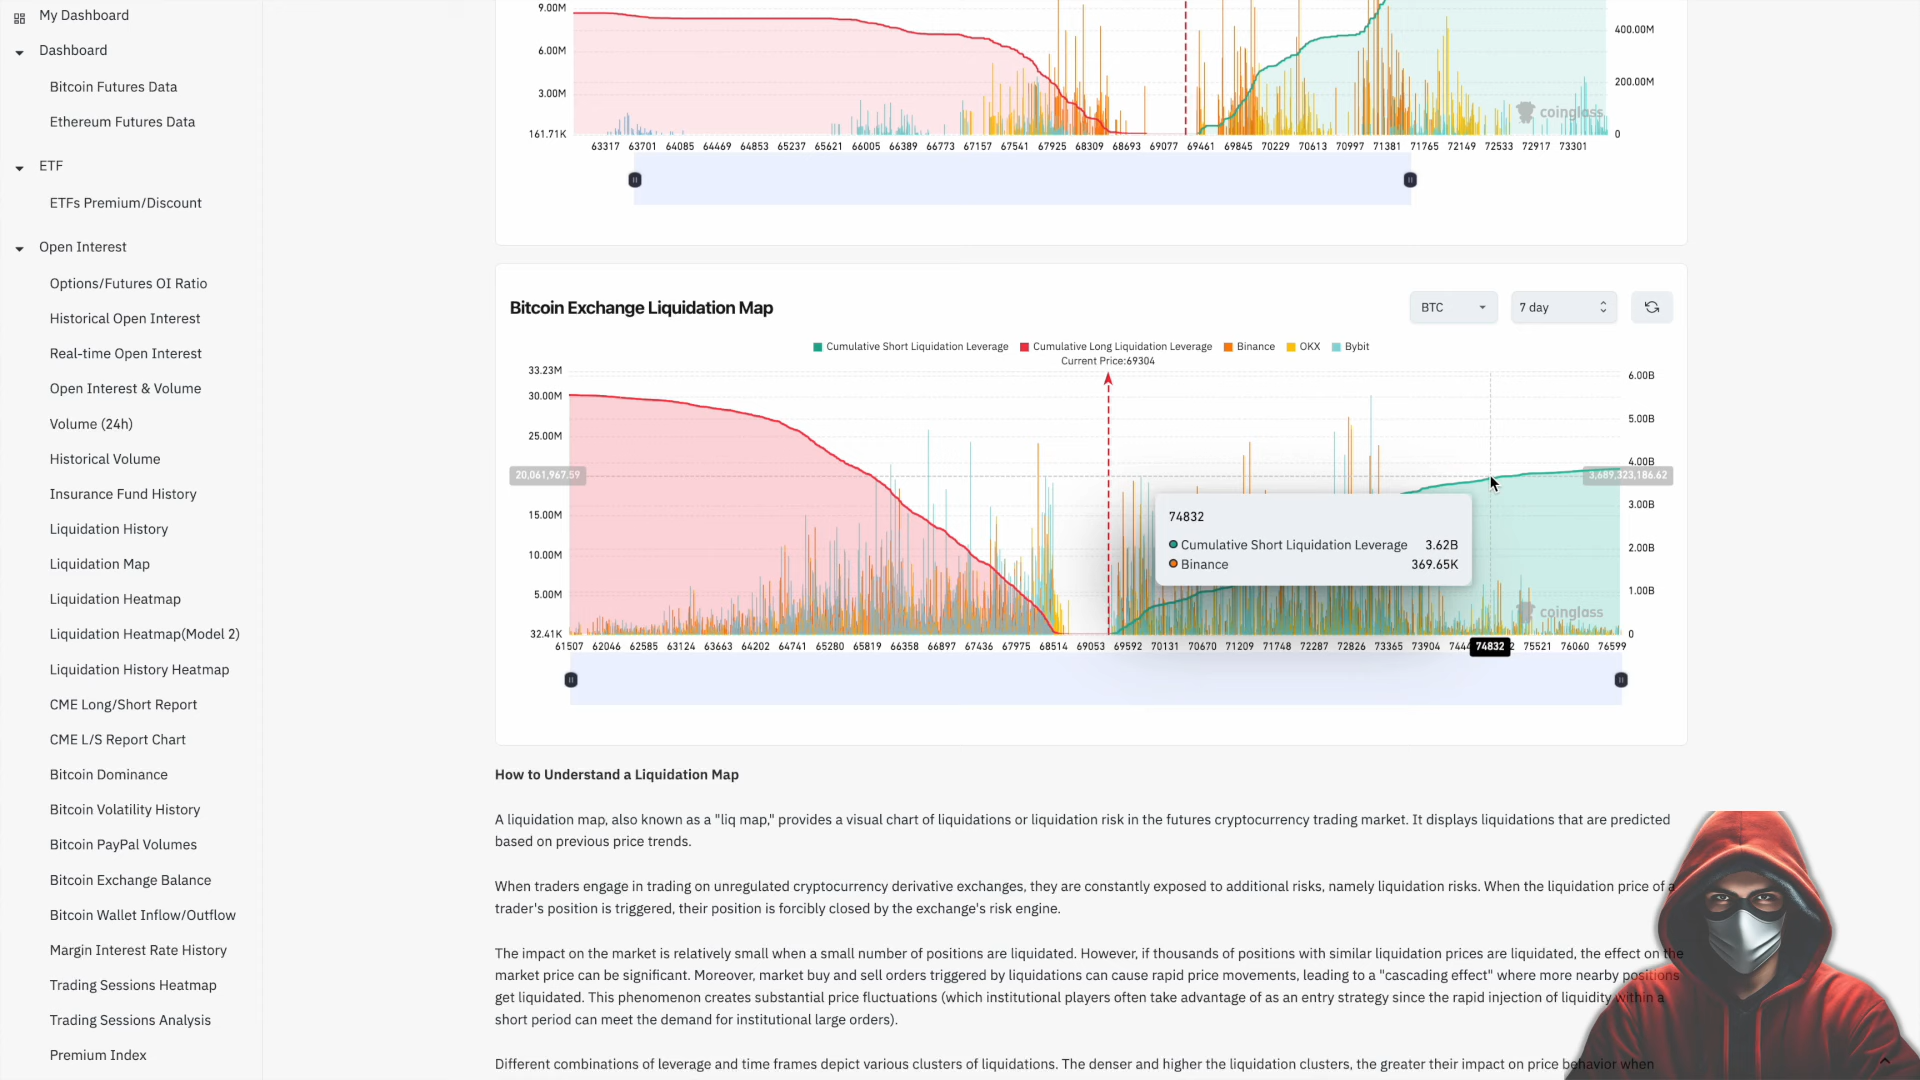 My Dashboard
Dashboard
Bitcoin Futures Data
Ethereum Futures Data
ETF
ETFs Premium/Discount
Open Interest
Options/Futures OI Ratio
Historical Open Interest
Real-time Open Interest
Open Interest & Volume
Volume (24h)
Historical Volume
Insurance Fund History
Liquidation History
Liquidation Map
Liquidation Heatmap
Liquidation Heatmap(Model 2)
Liquidation History Heatmap
CME Long/Short Report
CME L/S Report Chart
Bitcoin Dominance
Bitcoin Volatility History
Bitcoin PayPal Volumes
Bitcoin Exchange Balance
Bitcoin Wallet Inflow/Outflow
Margin Interest Rate History
Trading Sessions Heatmap
Trading Sessions Analysis
Premium Index
9.00M
6.00M
3.00M
161.71K
400.00M
200.00M
0
coinglass
63317 63701 64085 64469 64853 65237 65621 66005 66389 66773 67157 67541 67925 68309 68693 69077 69461 69845 70229 70613 70997 71381 71765 72149 72533 72917 73301
Bitcoin Exchange Liquidation Map
BTC
7 day
Cumulative Short Liquidation Leverage Cumulative Long Liquidation Leverage Binance OKX Bybit
Current Price:69304
33.23M
30.00M
25.00M
20,061,967.59
15.00M
10.00M
5.00M
32.41K
6.00B
5.00B
4.00B
3,689,323,186.62
3.00B
2.00B
1.00B
0
74832
Cumulative Short Liquidation Leverage 3.62B
Binance 369.65K
coinglass
61507 62046 62585 63124 63663 64202 64741 65280 65819 66358 66897 67436 67975 68514 69053 69592 70131 70670 71209 71748 72287 72826 73365 73904 74832 75521 76060 76599
How to Understand a Liquidation Map
A liquidation map, also known as a "liq map," provides a visual chart of liquidations or liquidation risk in the futures cryptocurrency trading market. It displays liquidations that are predicted
based on previous price trends.
When traders engage in trading on unregulated cryptocurrency derivative exchanges, they are constantly exposed to additional risks, namely liquidation risks. When the liquidation price of a
trader's position is triggered, their position is forcibly closed by the exchange's risk engine.
The impact on the market is relatively small when a small number of positions are liquidated. However, if thousands of positions with similar liquidation prices are liquidated, the effect on the
market price can be significant. Moreover, market buy and sell orders triggered by liquidations can cause rapid price movements, leading to a "cascading effect" where more nearby positions
get liquidated. This phenomenon creates substantial price fluctuations (which institutional players often take advantage of as an entry strategy since the rapid injection of liquidity within a
short period can meet the demand for institutional large orders).
Different combinations of leverage and time frames depict various clusters of liquidations. The denser and higher the liquidation clusters, the greater their impact on price behavior when